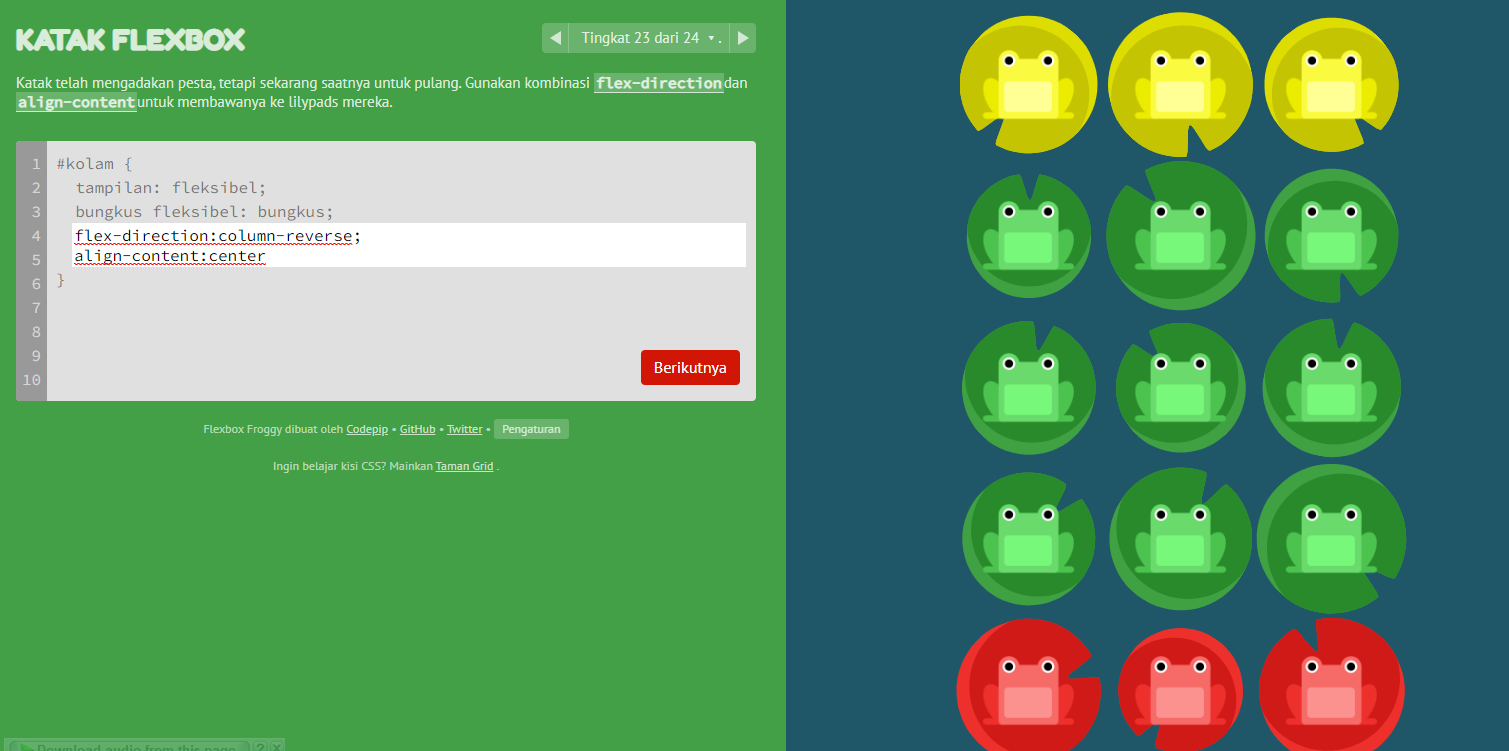 KATAK FLEXBOX
Tingkat 23 dari 24 ▾ .
Katak telah mengadakan pesta, tetapi sekarang saatnya untuk pulang. Gunakan kombinasi flex-direction dan
align-content untuk membawanya ke lilypads mereka.
1 #kolam {
2 tampilan: fleksibel;
3 bungkus fleksibel: bungkus;
4 flex-direction:column-reverse;
5 align-content:center
6 }
7
8
9
10
Berikutnya
Flexbox Froggy dibuat oleh Codepip • GitHub • Twitter • Pengaturan
Ingin belajar kisi CSS? Mainkan Taman Grid .
Download audio from this page ? X